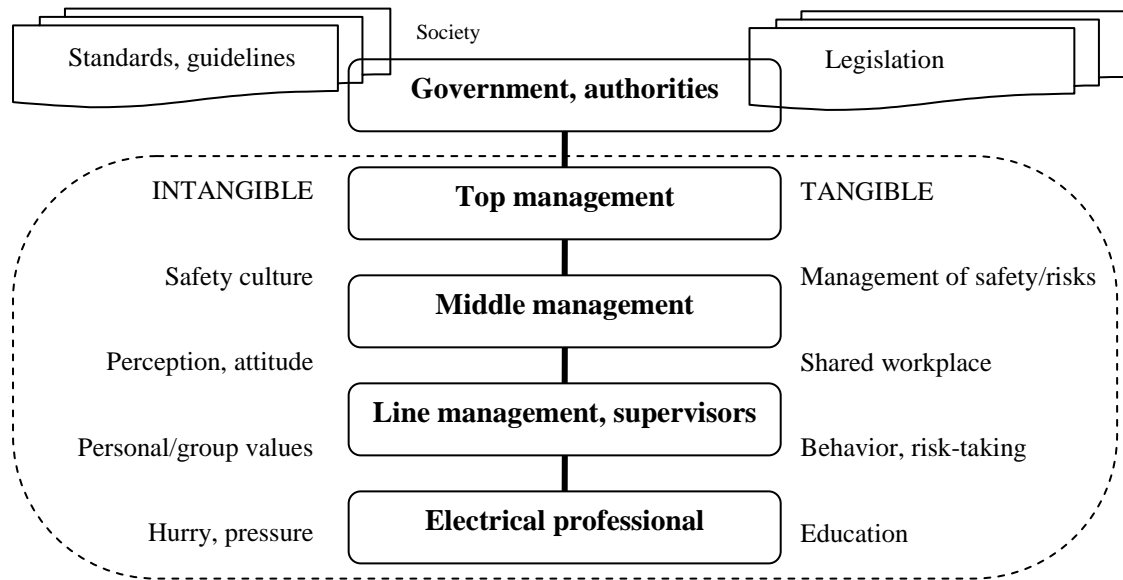 Society
Standards, guidelines
Legislation
Government, authorities
INTANGIBLE
Top management
TANGIBLE
Safety culture
Middle management
Management of safety/risks
Perception, attitude
Shared workplace
Line management, supervisors
Personal/group values
Behavior, risk-taking
Electrical professional
Hurry, pressure
Education